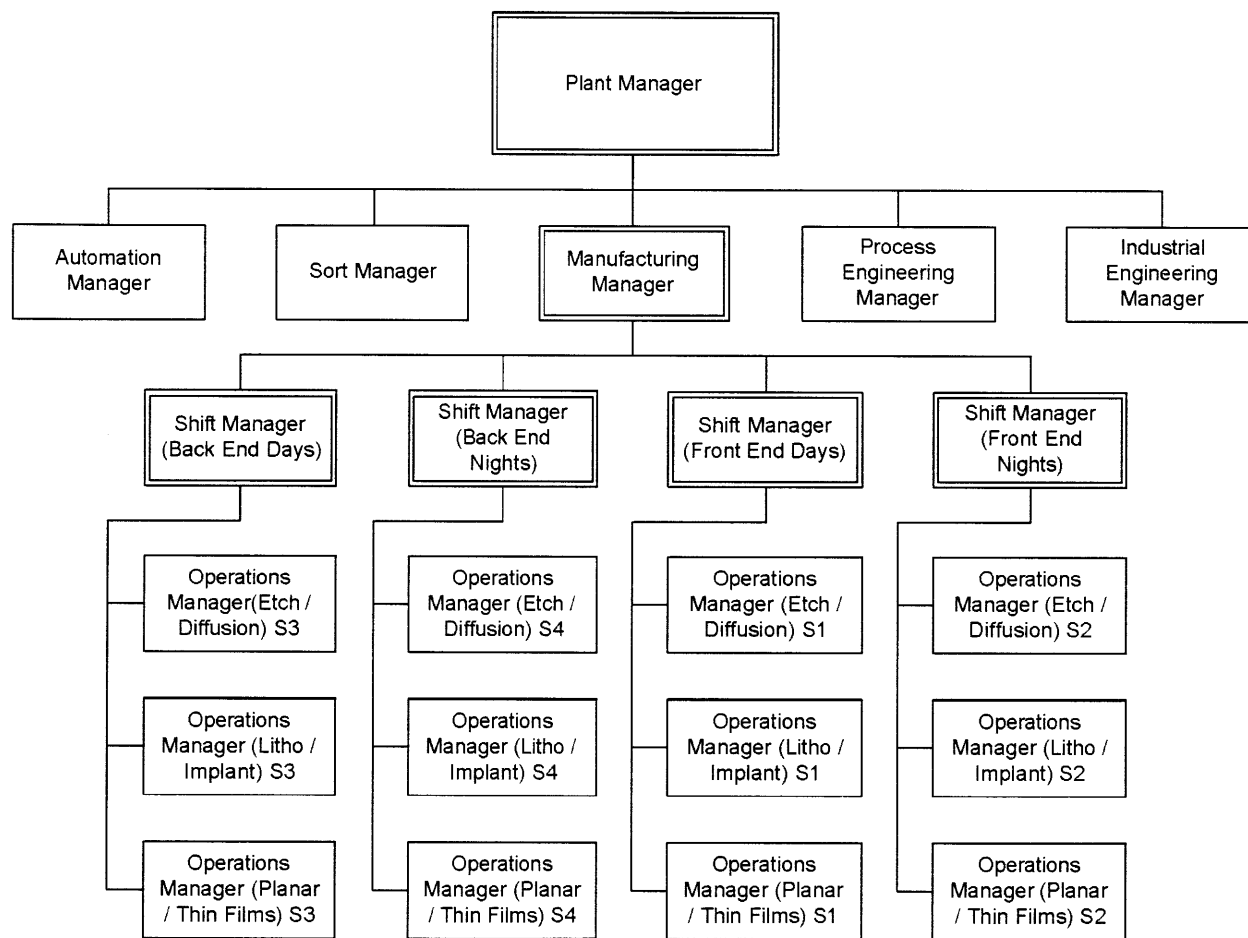 Plant Manager
Automation
Manager
Sort Manager
Manufacturing
Manager
Process
Engineering
Manager
Industrial
Engineering
Manager
Shift Manager
(Back End Days)
Shift Manager
(Back End
Nights)
Shift Manager
(Front End Days)
Shift Manager
(Front End
Nights)
Operations
Manager(Etch /
Diffusion) S3
Operations
Manager (Etch /
Diffusion) S4
Operations
Manager (Etch /
Diffusion) S1
Operations
Manager (Etch /
Diffusion) S2
Operations
Manager (Litho /
Implant) S3
Operations
Manager (Litho /
Implant) S4
Operations
Manager (Litho /
Implant) S1
Operations
Manager (Litho /
Implant) S2
Operations
Manager (Planar
/ Thin Films) S3
Operations
Manager (Planar
/ Thin Films) S4
Operations
Manager (Planar
/ Thin Films) S1
Operations
Manager (Planar
/ Thin Films) S2